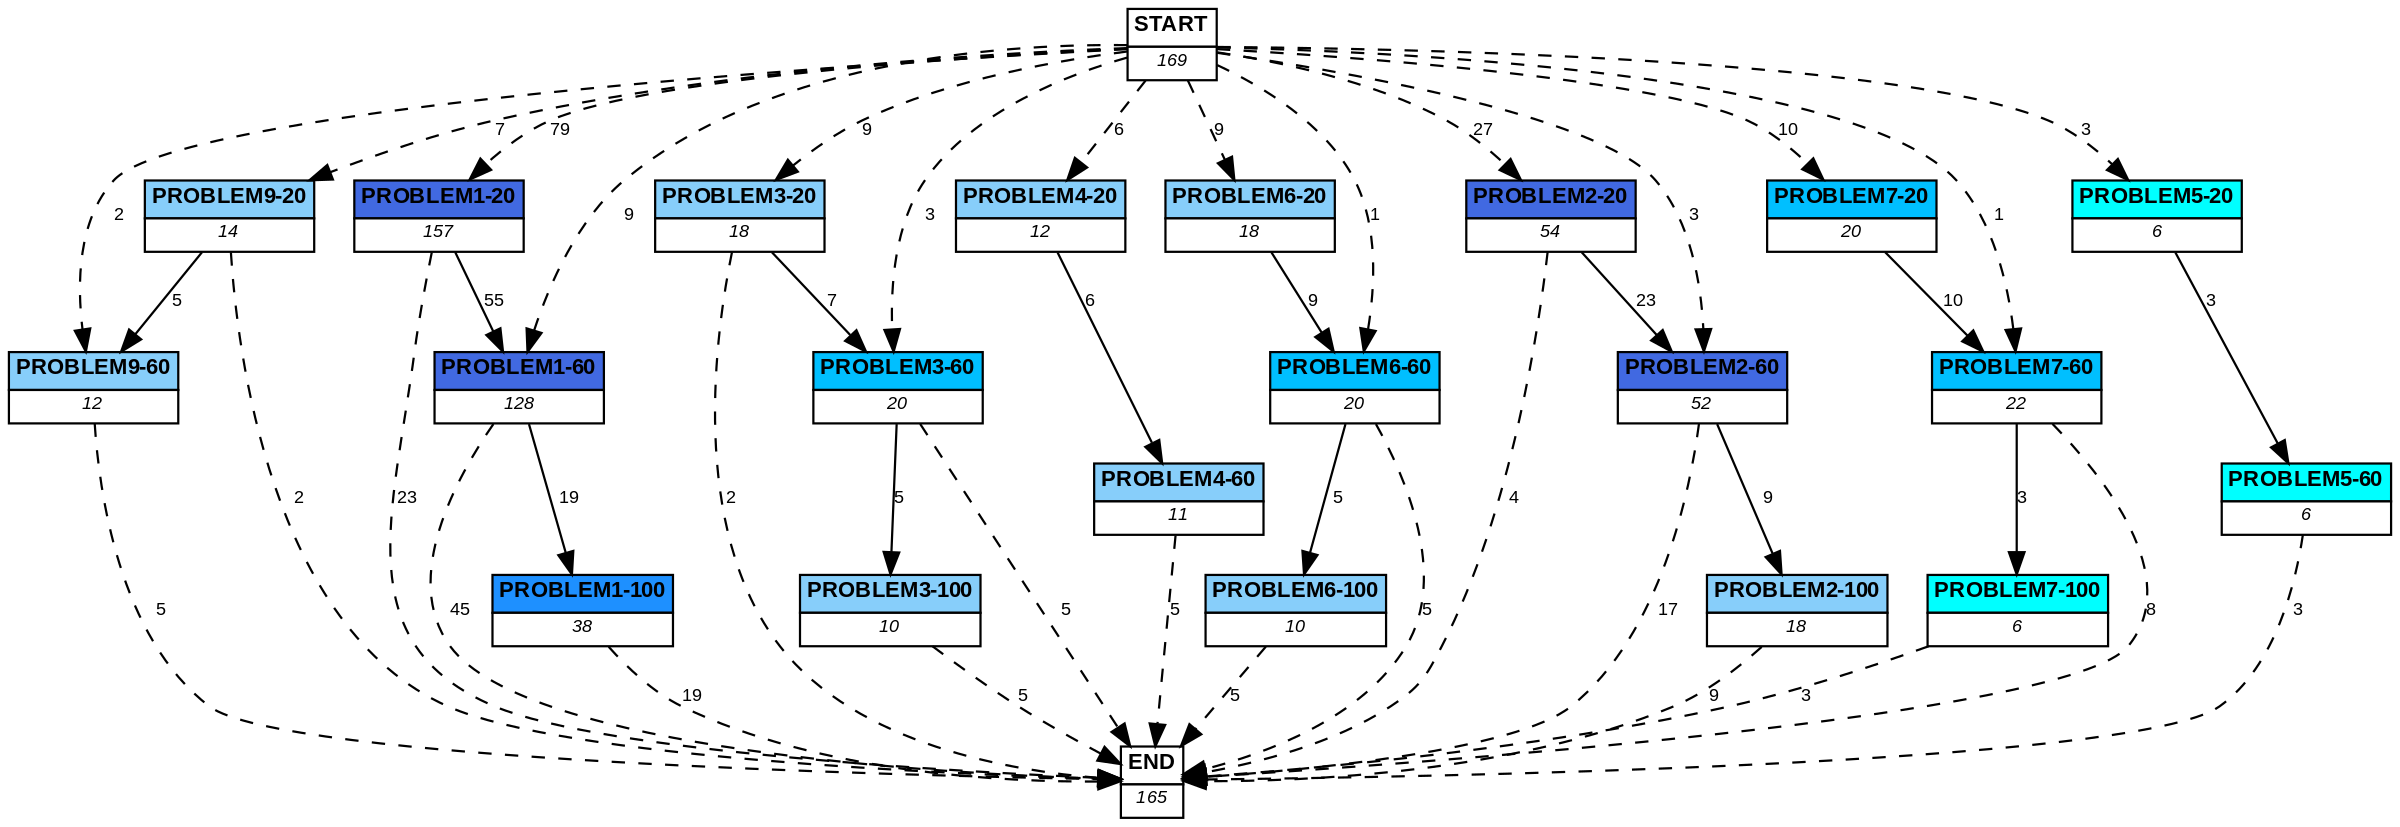 START
169
7
79
9
6
9
27
10
3
PROBLEM9-20
14
PROBLEM1-20
157
PROBLEM3-20
18
PROBLEM4-20
12
PROBLEM6-20
18
PROBLEM2-20
54
PROBLEM7-20
20
PROBLEM5-20
6
2
9
3
1
3
1
5
55
7
6
9
23
10
3
PROBLEM9-60
12
PROBLEM1-60
128
PROBLEM3-60
20
PROBLEM6-60
20
PROBLEM2-60
52
PROBLEM7-60
22
PROBLEM4-60
11
PROBLEM5-60
6
2
23
19
2
5
5
4
9
3
PROBLEM1-100
38
PROBLEM3-100
10
PROBLEM6-100
10
PROBLEM2-100
18
PROBLEM7-100
6
5
45
5
5
5
17
8
3
19
5
5
9
3
END
165